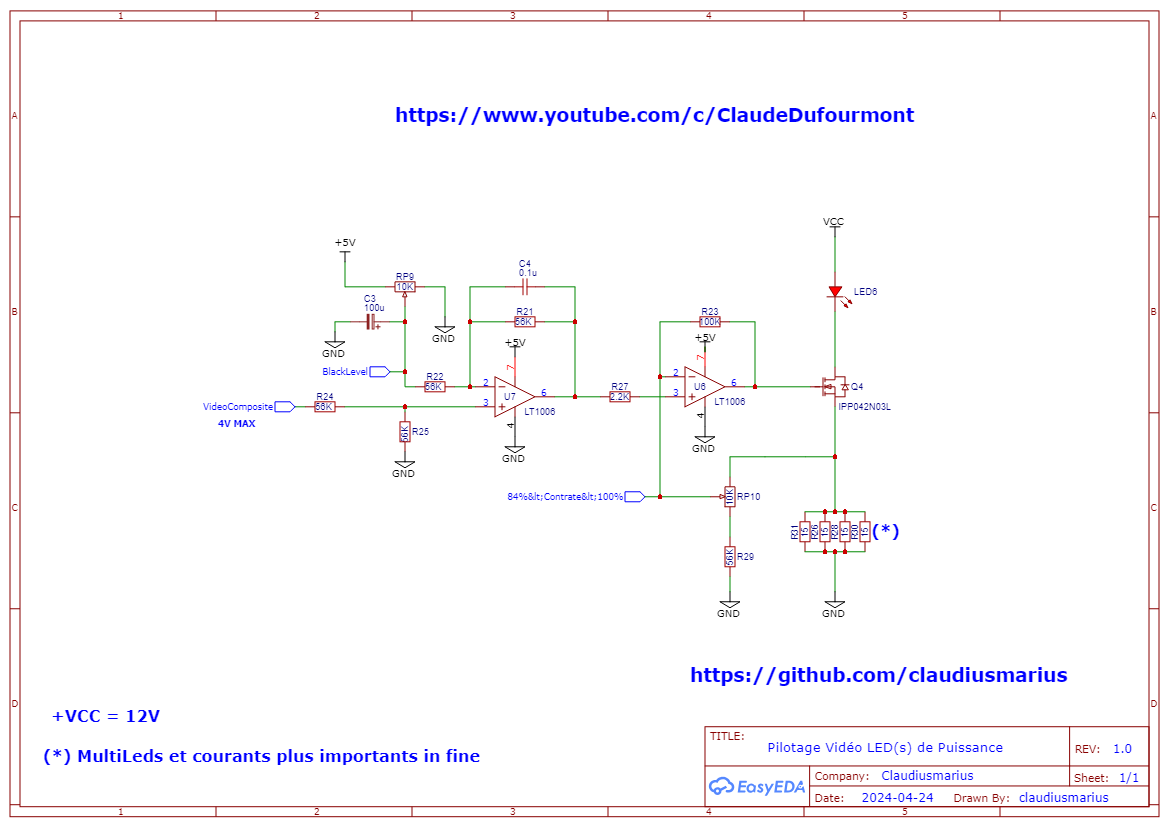 1 2 3 4 5
A A
https://www.youtube.com/c/ClaudeDufourmont
VCC
+5V
C4
0.1u
RP9
10K
LED6
C3
100u
B B
R21
56K
R23
100K
GND
+5V
+5V
GND
BlackLevel
R22
56K
2
7
6
U7
3
LT1006
4
2
7
6
U6
3
LT1006
4
Q4
IPP042N03L
R27
2.2K
VideoComposite
R24
56K
4V MAX
56K
R25
GND
GND
GND
84%&lt;Contrate&lt;100%
10K
RP10
C C
R31
15
R26
15
R28
15
R30
15
(*)
56K
R29
GND
GND
https://github.com/claudiusmarius
D D
+VCC = 12V
(*) MultiLeds et courants plus importants in fine
TITLE:
Pilotage Vidéo LED(s) de Puissance
REV: 1.0
EasyEDA
Company: Claudiusmarius
Sheet: 1/1
Date: 2024-04-24 Drawn By: claudiusmarius
1 2 3 4 5